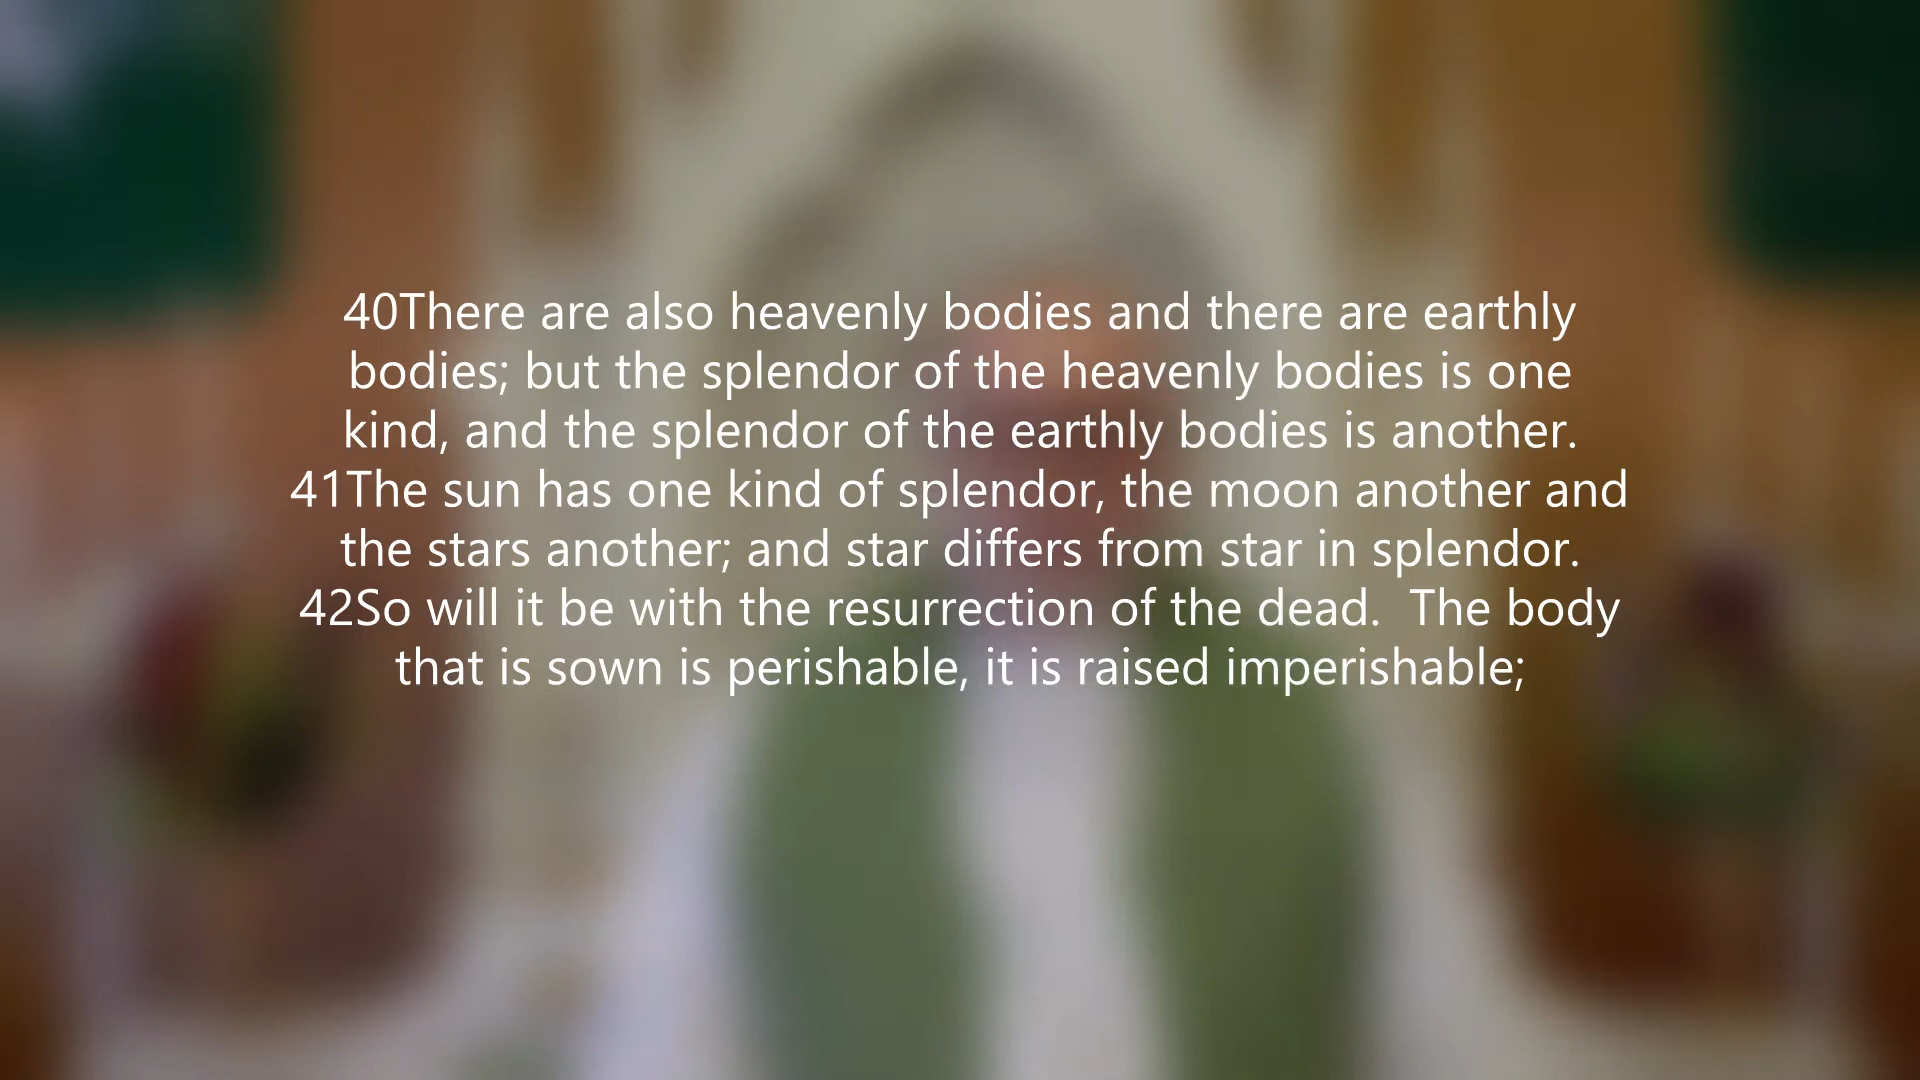 40There are also heavenly bodies and there are earthly
bodies; but the splendor of the heavenly bodies is one
kind, and the splendor of the earthly bodies is another.
41The sun has one kind of splendor, the moon another and
the stars another; and star differs from star in splendor.
42So will it be with the resurrection of the dead.  The body
that is sown is perishable, it is raised imperishable;